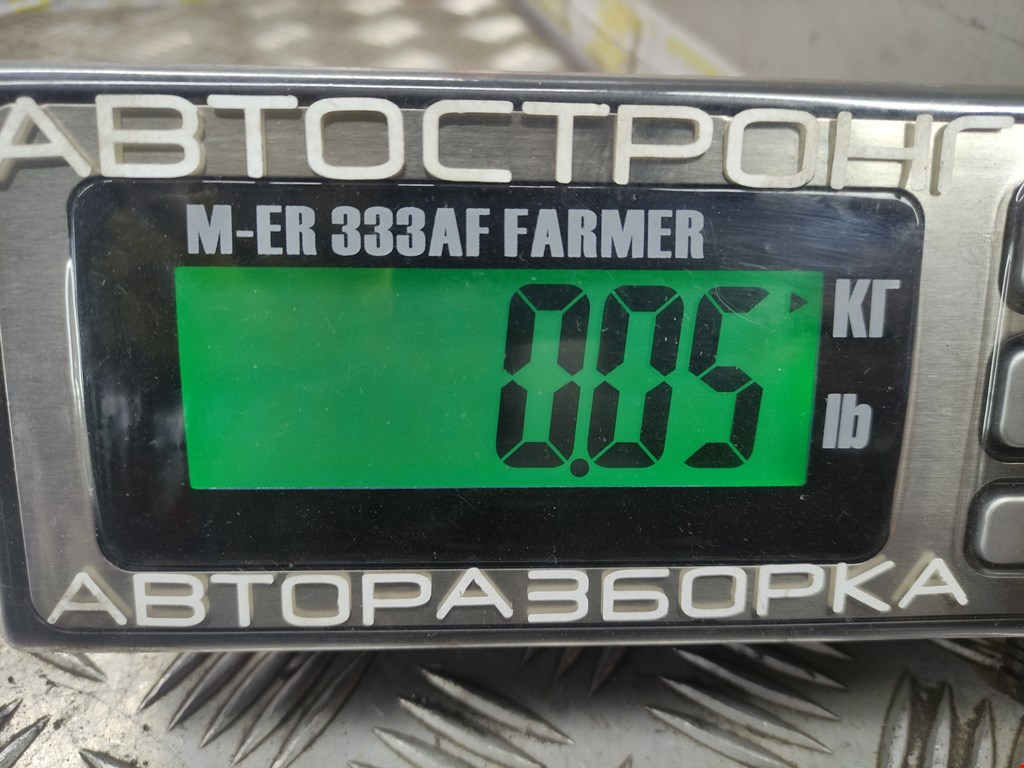 АВТОСТРОНГ
M-ER 333AF FARMER
0.05 КГ
lb
АВТОРАЗБОРКА